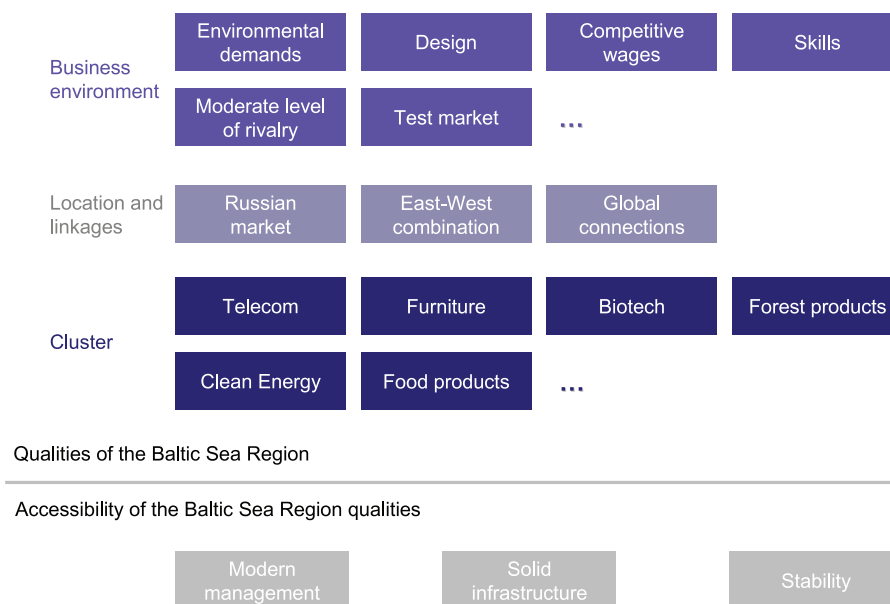 Business
environment
Environmental
demands
Design
Competitive
wages
Skills
Moderate level
of rivalry
Test market
...
Location and
linkages
Russian
market
East-West
combination
Global
connections
Cluster
Telecom
Furniture
Biotech
Forest products
Clean Energy
Food products
...
Qualities of the Baltic Sea Region
Accessibility of the Baltic Sea Region qualities
Modern
management
Solid
infrastructure
Stability